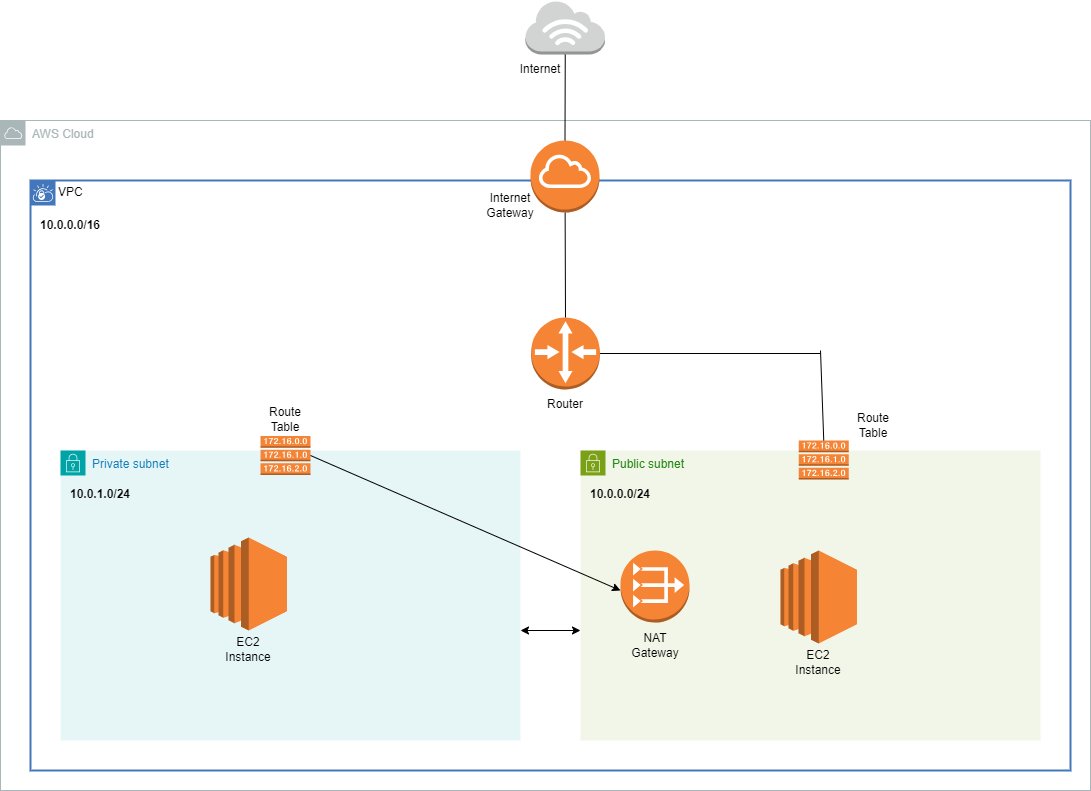 Internet
AWS Cloud
VPC
Internet
Gateway
10.0.0.0/16
Router
Route
Table
172.16.0.0
172.16.1.0
172.16.2.0
Route
Table
172.16.0.0
172.16.1.0
172.16.2.0
Private subnet
10.0.1.0/24
EC2
Instance
Public subnet
10.0.0.0/24
NAT
Gateway
EC2
Instance